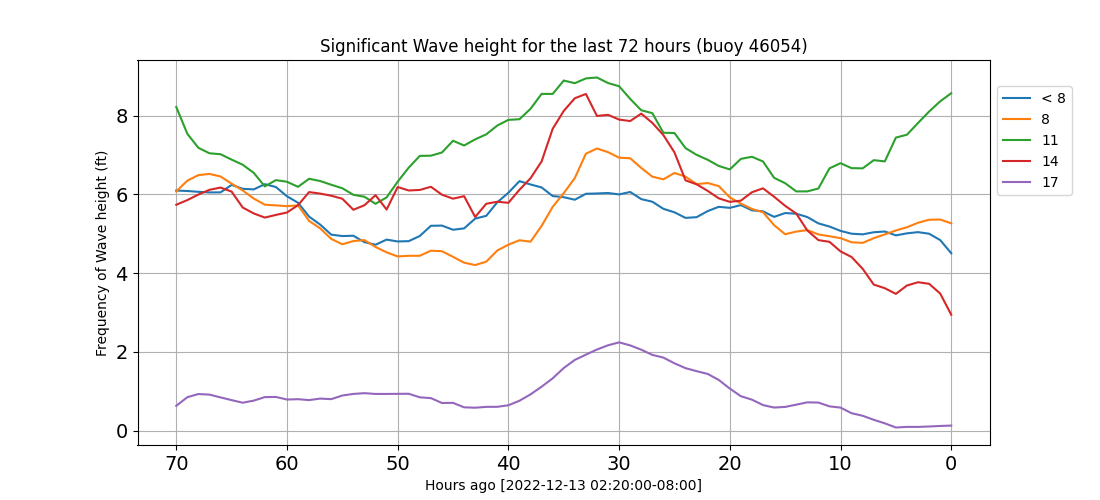 Significant Wave height for the last 72 hours (buoy 46054)
Frequency of Wave height (ft)
8
6
4
2
0
70 60 50 40 30 20 10 0
Hours ago [2022-12-13 02:20:00-08:00]
< 8
8
11
14
17